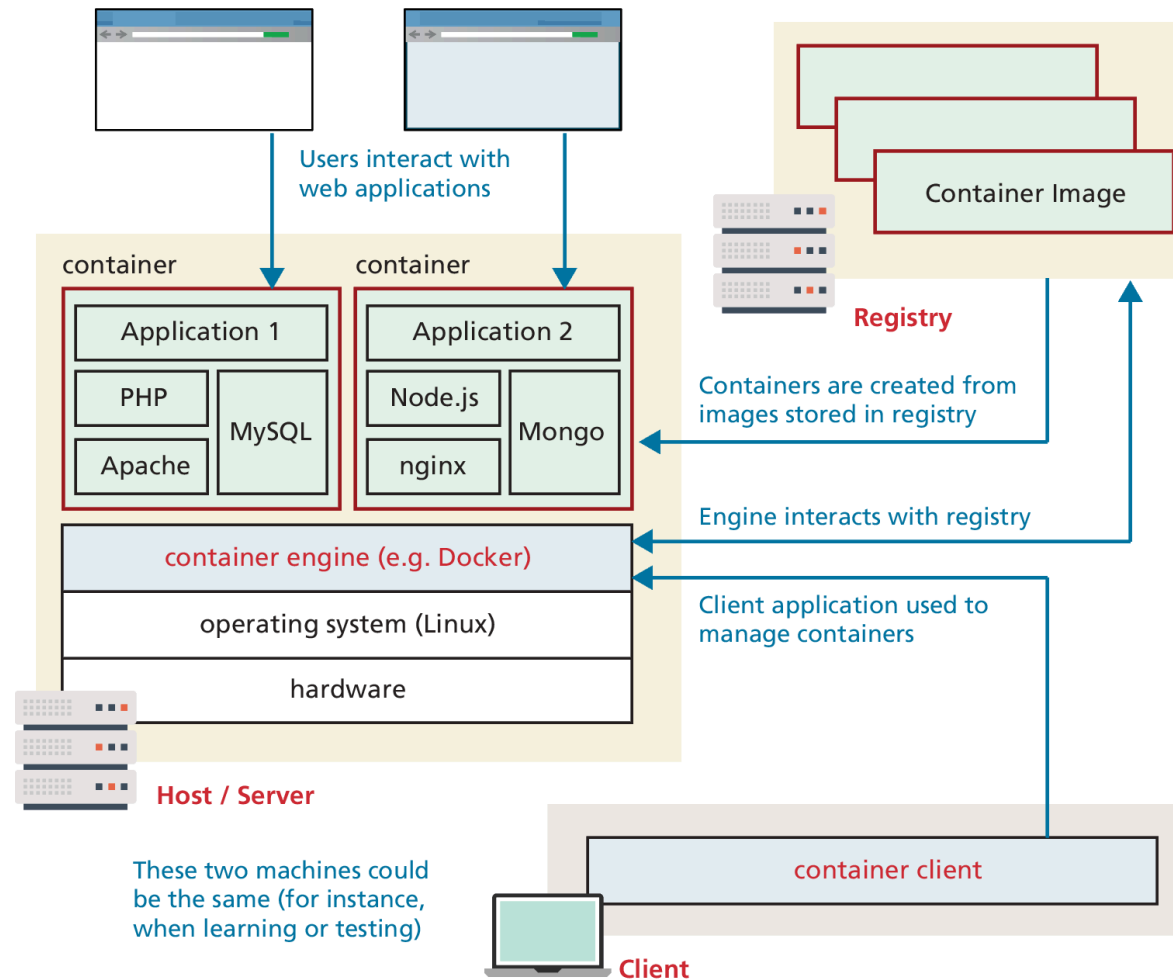 Users interact with
web applications
Container Image
Registry
container
container
Application 1
PHP
MySQL
Apache
Application 2
Node.js
Mongo
nginx
Containers are created from
images stored in registry
Engine interacts with registry
container engine (e.g. Docker)
Client application used to
manage containers
operating system (Linux)
hardware
Host / Server
These two machines could
be the same (for instance,
when learning or testing)
container client
Client